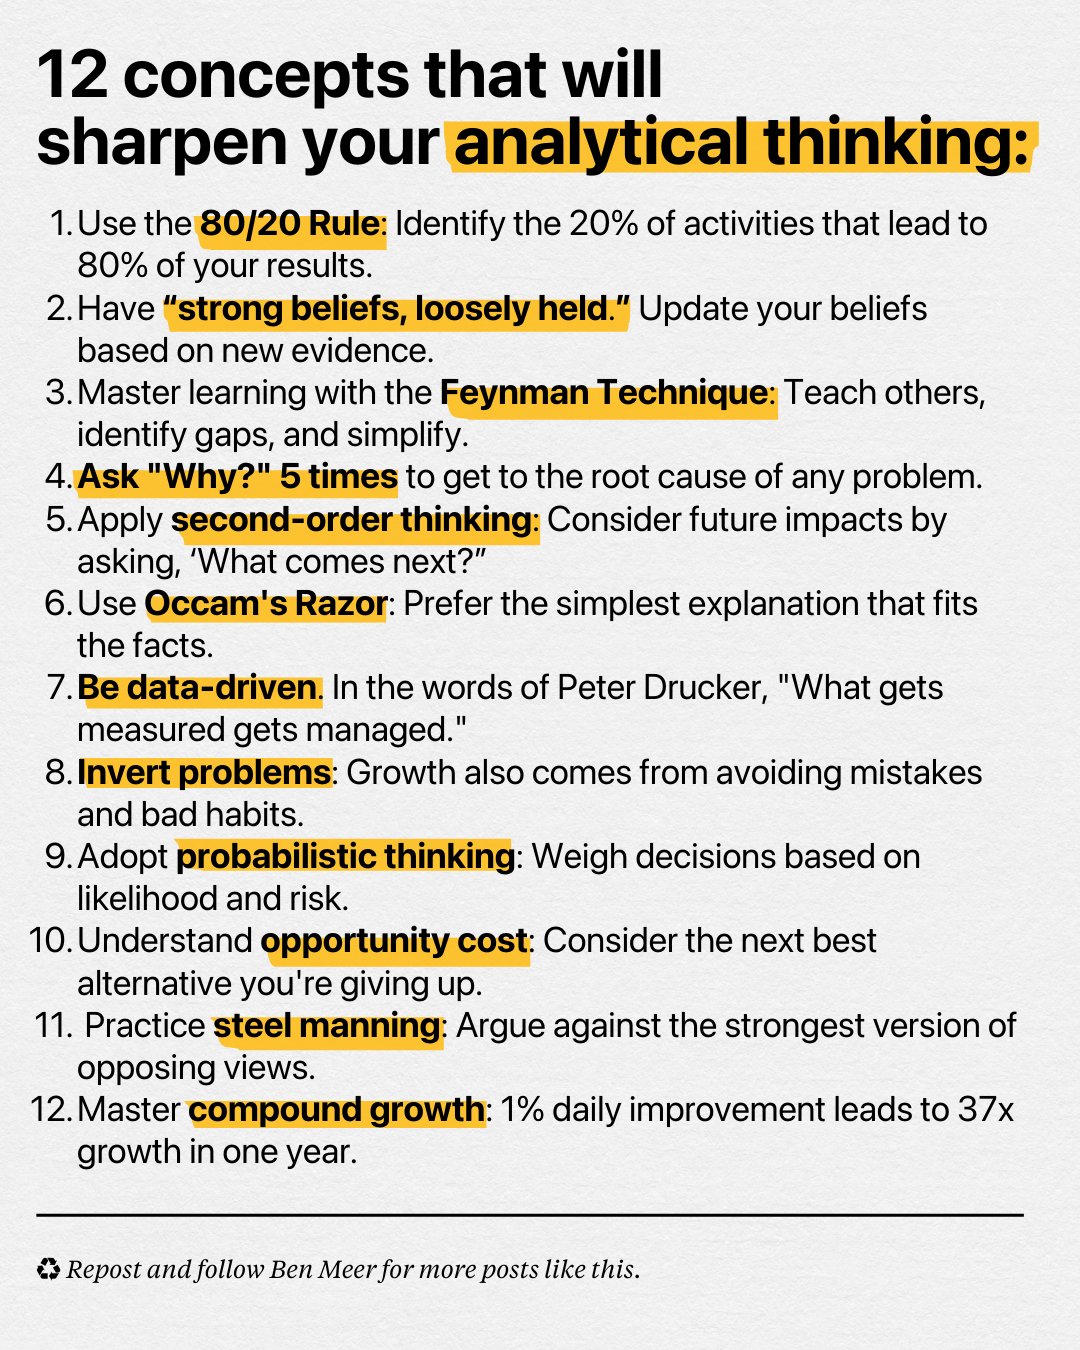 12 concepts that will
sharpen your analytical thinking:
1. Use the 80/20 Rule: Identify the 20% of activities that lead to
80% of your results.
2. Have “strong beliefs, loosely held.” Update your beliefs
based on new evidence.
3. Master learning with the Feynman Technique: Teach others,
identify gaps, and simplify.
4. Ask "Why?" 5 times to get to the root cause of any problem.
5. Apply second-order thinking: Consider future impacts by
asking, ‘What comes next?”
6. Use Occam's Razor: Prefer the simplest explanation that fits
the facts.
7. Be data-driven. In the words of Peter Drucker, "What gets
measured gets managed."
8. Invert problems: Growth also comes from avoiding mistakes
and bad habits.
9. Adopt probabilistic thinking: Weigh decisions based on
likelihood and risk.
10. Understand opportunity cost: Consider the next best
alternative you're giving up.
11. Practice steel manning: Argue against the strongest version of
opposing views.
12. Master compound growth: 1% daily improvement leads to 37x
growth in one year.
♻ Repost and follow Ben Meer for more posts like this.